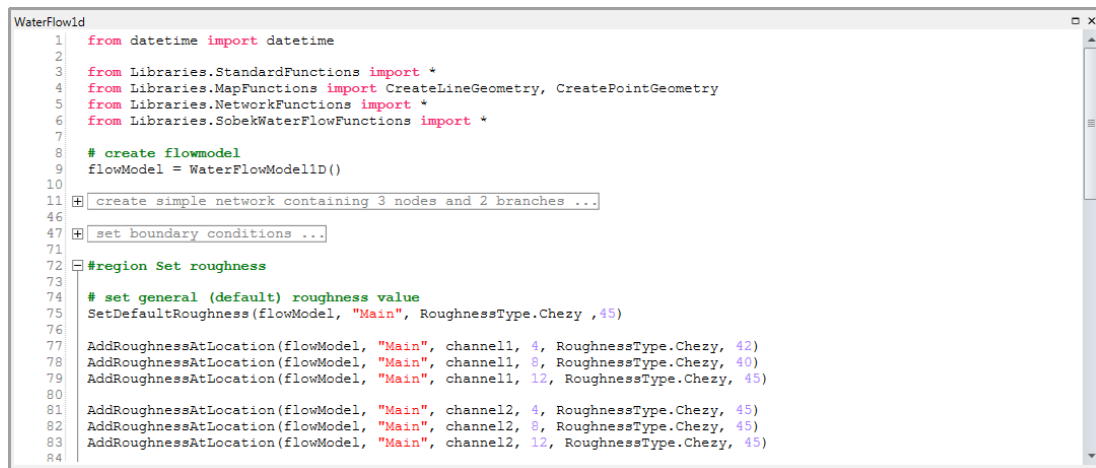 WaterFlow1d
1 from datetime import datetime
2
3 from Libraries.StandardFunctions import *
4 from Libraries.MapFunctions import CreateLineGeometry, CreatePointGeometry
5 from Libraries.NetworkFunctions import *
6 from Libraries.SobekWaterFlowFunctions import *
7
8 # create flowmodel
9 flowModel = WaterFlowModel1D()
10
11 create simple network containing 3 nodes and 2 branches ...
46
47 set boundary conditions ...
71
72 #region Set roughness
73
74 # set general (default) roughness value
75 SetDefaultRoughness(flowModel, "Main", RoughnessType.Chezy ,45)
76
77 AddRoughnessAtLocation(flowModel, "Main", channel1, 4, RoughnessType.Chezy, 42)
78 AddRoughnessAtLocation(flowModel, "Main", channel1, 8, RoughnessType.Chezy, 40)
79 AddRoughnessAtLocation(flowModel, "Main", channel1, 12, RoughnessType.Chezy, 45)
80
81 AddRoughnessAtLocation(flowModel, "Main", channel2, 4, RoughnessType.Chezy, 45)
82 AddRoughnessAtLocation(flowModel, "Main", channel2, 8, RoughnessType.Chezy, 45)
83 AddRoughnessAtLocation(flowModel, "Main", channel2, 12, RoughnessType.Chezy, 45)
84